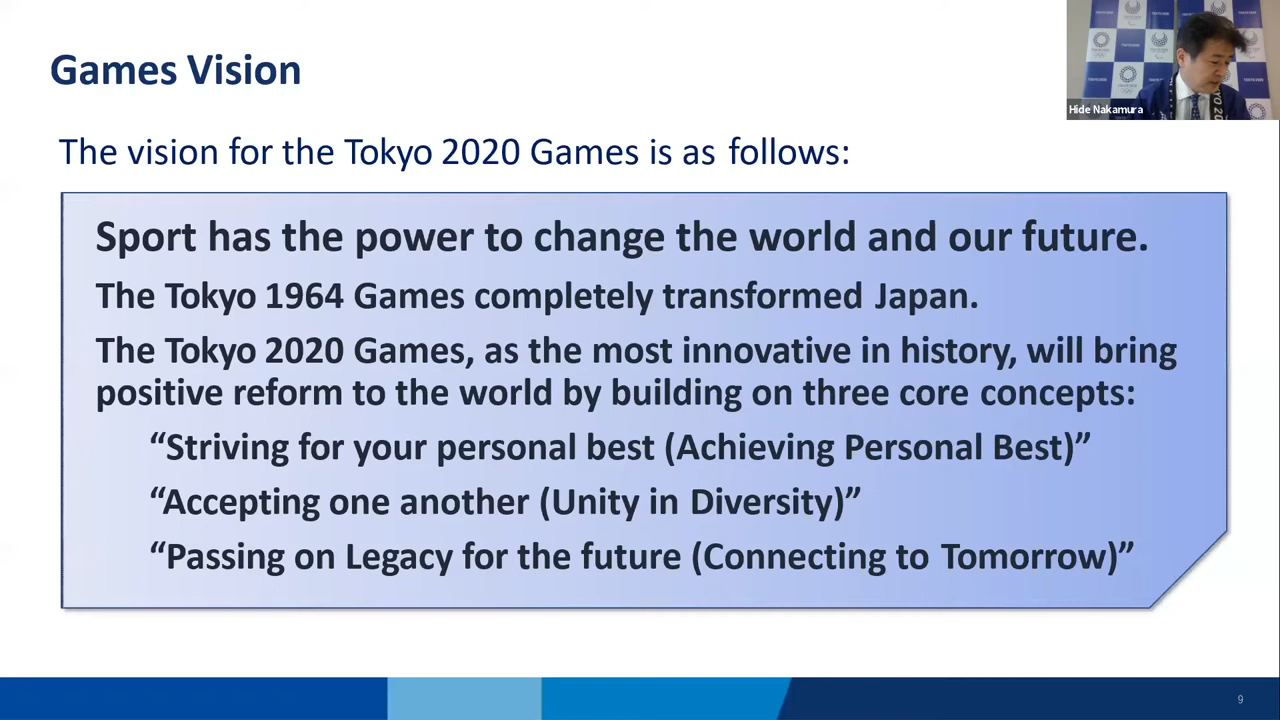 Games Vision
Hide Nakamura
The vision for the Tokyo 2020 Games is as follows:
Sport has the power to change the world and our future.
The Tokyo 1964 Games completely transformed Japan.
The Tokyo 2020 Games, as the most innovative in history, will bring
positive reform to the world by building on three core concepts:
“Striving for your personal best (Achieving Personal Best)”
“Accepting one another (Unity in Diversity)”
“Passing on Legacy for the future (Connecting to Tomorrow)”
9